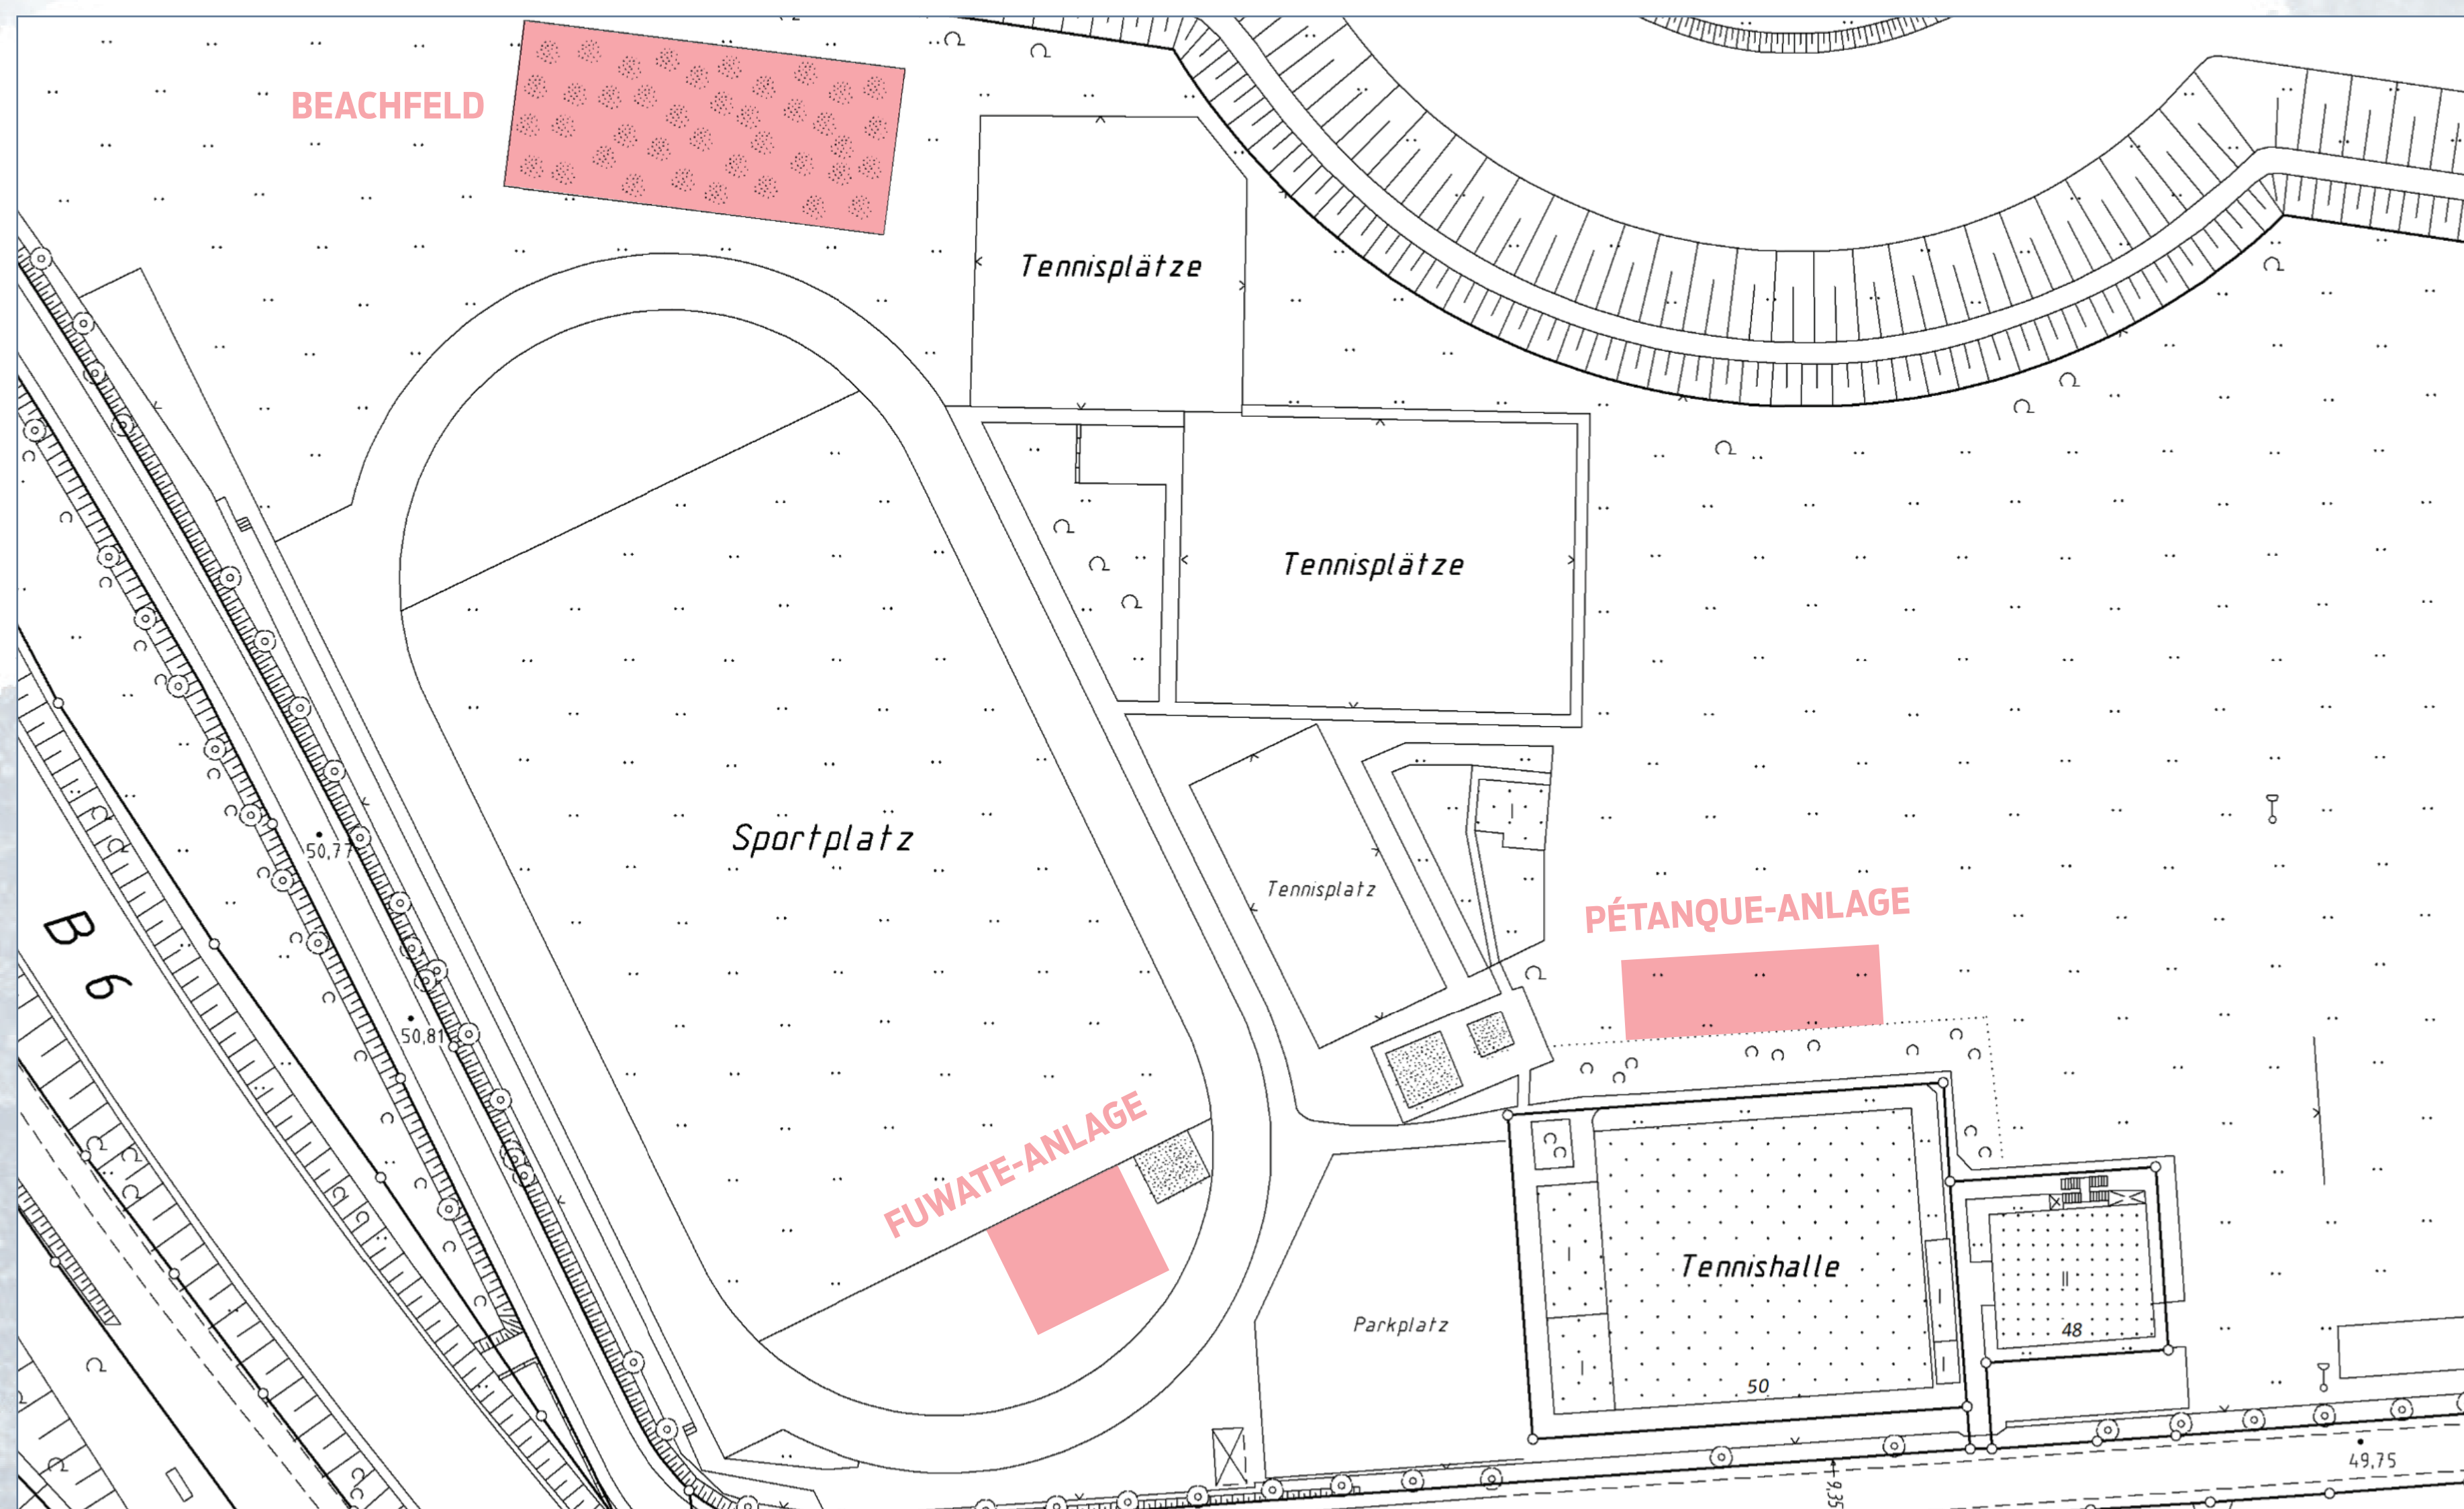 BEACHFELD
Tennisplätze
Tennisplätze
Sportplatz
50,77
B 6
Tennisplatz
PÉTANQUE-ANLAGE
50,81
FUWATE-ANLAGE
Tennishalle
II
48
Parkplatz
50
49,75